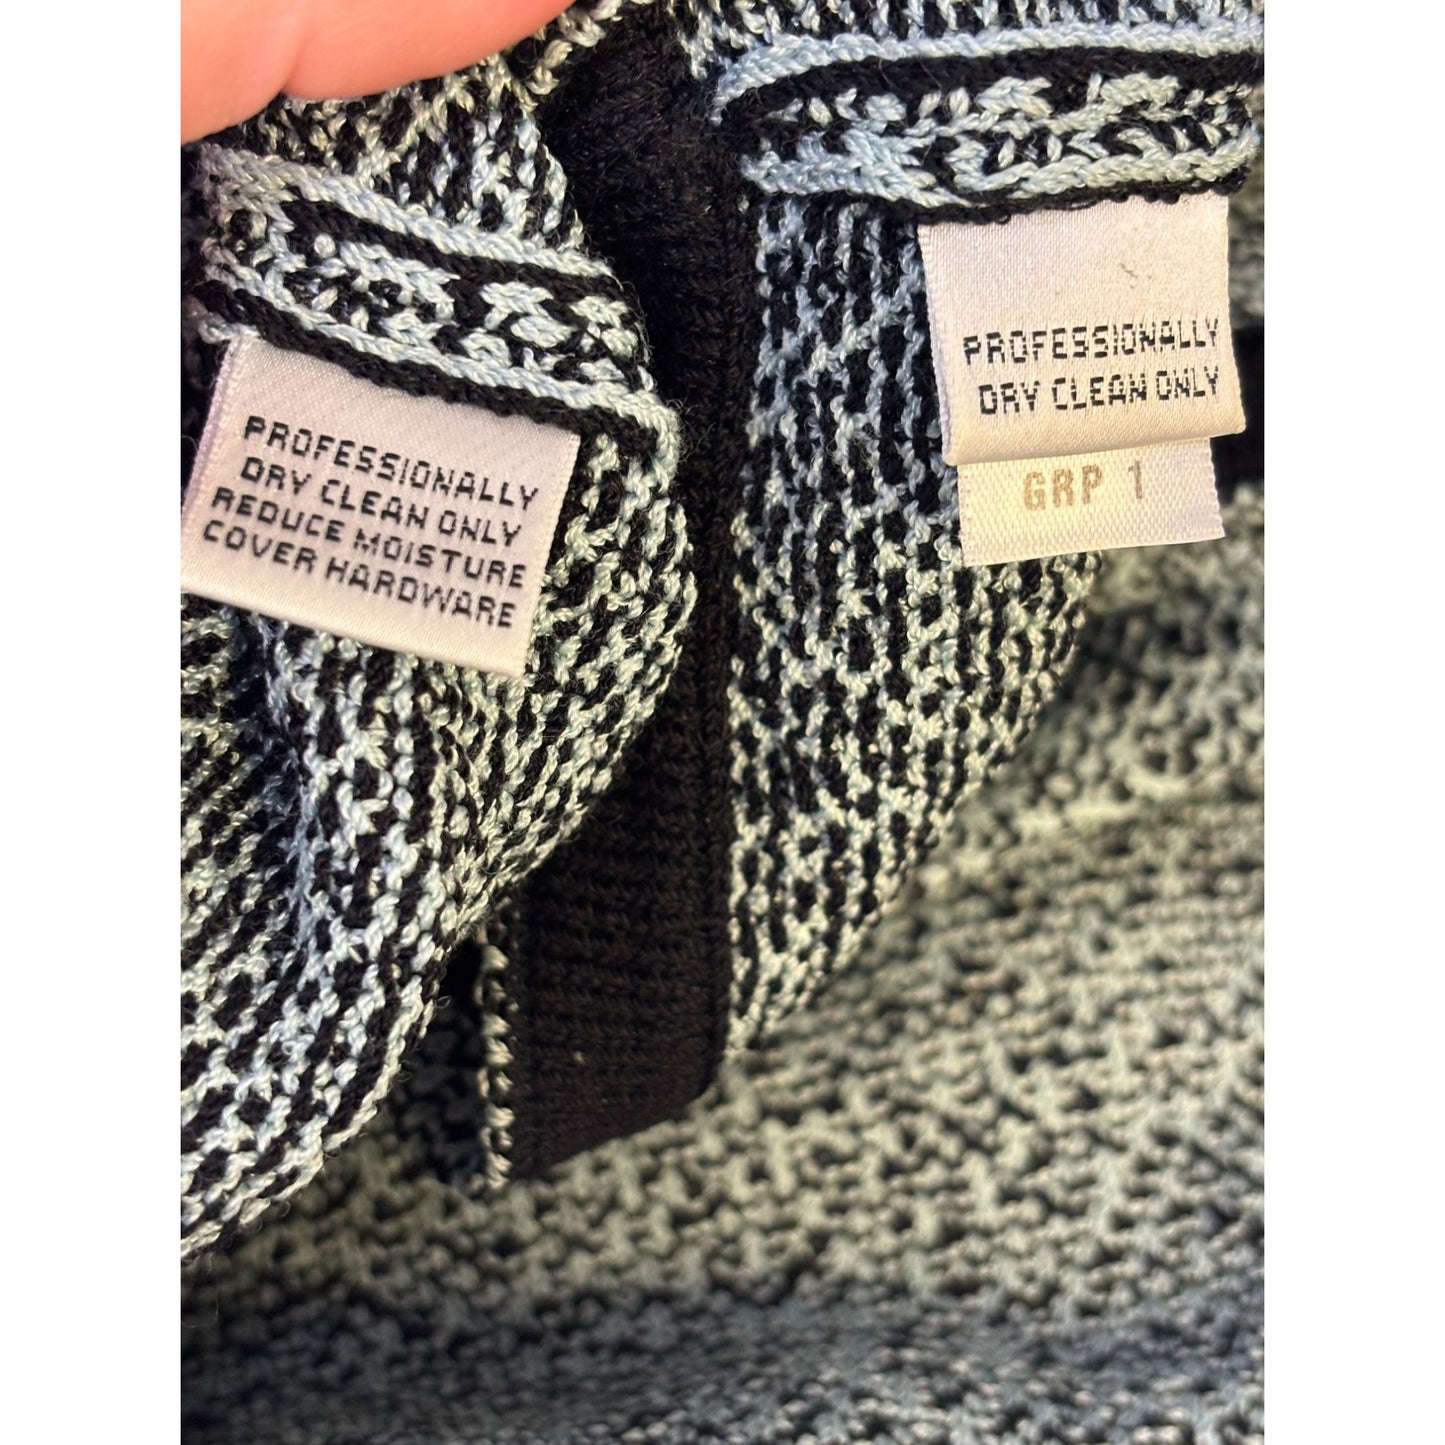 PROFESSIONALLY
DRY CLEAN ONLY
REDUCE MOISTURE
COVER HARDWARE
PROFESSIONALLY
DRY CLEAN ONLY
GRP 1